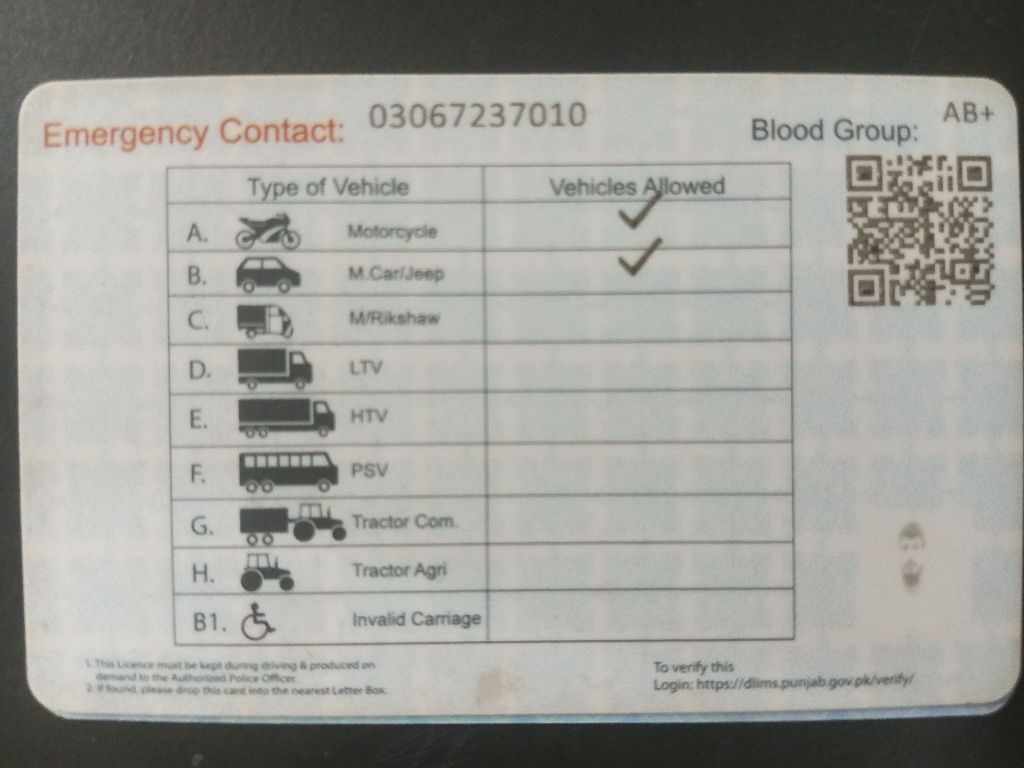 Emergency Contact: 03067237010 Blood Group: AB+
Type of Vehicle Vehicles Allowed
A. Motorcycle ✓
B. M.Car/Jeep ✓
C. M/Rikshaw
D. LTV
E. HTV
F. PSV
G. Tractor Com.
H. Tractor Agri
B1. Invalid Carriage
1. This Licence must be kept during driving & produced on
demand to the Authorized Police Officer.
2. If found, please drop this card into the nearest Letter Box.
To verify this
Login: https://dlims.punjab.gov.pk/verify/